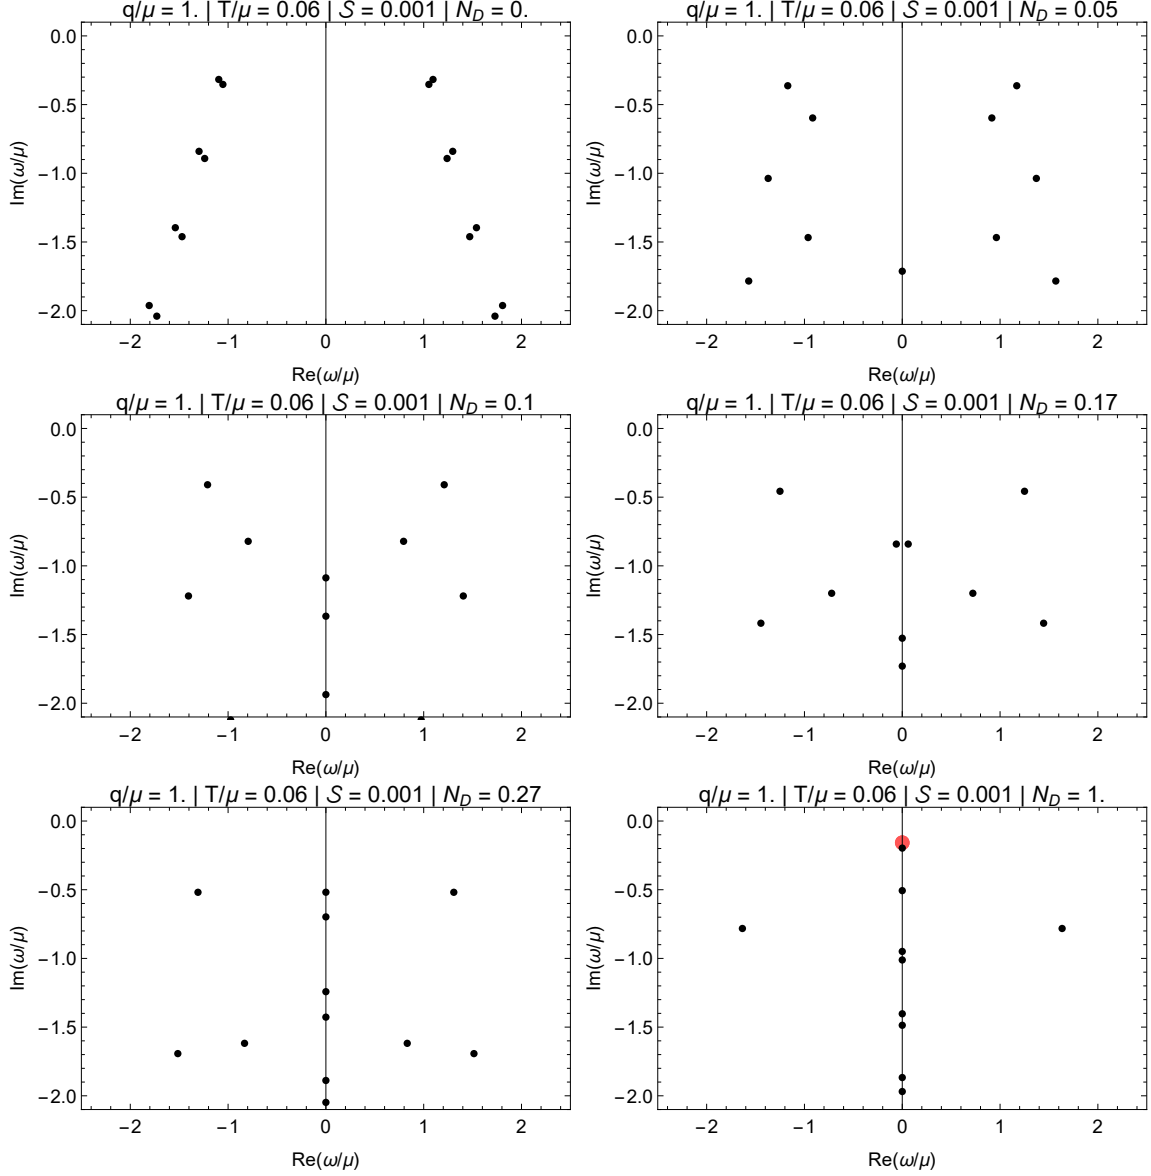 q/μ = 1. | T/μ = 0.06 | 𝒮 = 0.001 | N_D = 0.
0.0
−0.5
−1.0
−1.5
−2.0
Im(ω/μ)
−2 −1 0 1 2
Re(ω/μ)
q/μ = 1. | T/μ = 0.06 | 𝒮 = 0.001 | N_D = 0.05
0.0
−0.5
−1.0
−1.5
−2.0
Im(ω/μ)
−2 −1 0 1 2
Re(ω/μ)
q/μ = 1. | T/μ = 0.06 | 𝒮 = 0.001 | N_D = 0.1
0.0
−0.5
−1.0
−1.5
−2.0
Im(ω/μ)
−2 −1 0 1 2
Re(ω/μ)
q/μ = 1. | T/μ = 0.06 | 𝒮 = 0.001 | N_D = 0.17
0.0
−0.5
−1.0
−1.5
−2.0
Im(ω/μ)
−2 −1 0 1 2
Re(ω/μ)
q/μ = 1. | T/μ = 0.06 | 𝒮 = 0.001 | N_D = 0.27
0.0
−0.5
−1.0
−1.5
−2.0
Im(ω/μ)
−2 −1 0 1 2
Re(ω/μ)
q/μ = 1. | T/μ = 0.06 | 𝒮 = 0.001 | N_D = 1.
0.0
−0.5
−1.0
−1.5
−2.0
Im(ω/μ)
−2 −1 0 1 2
Re(ω/μ)